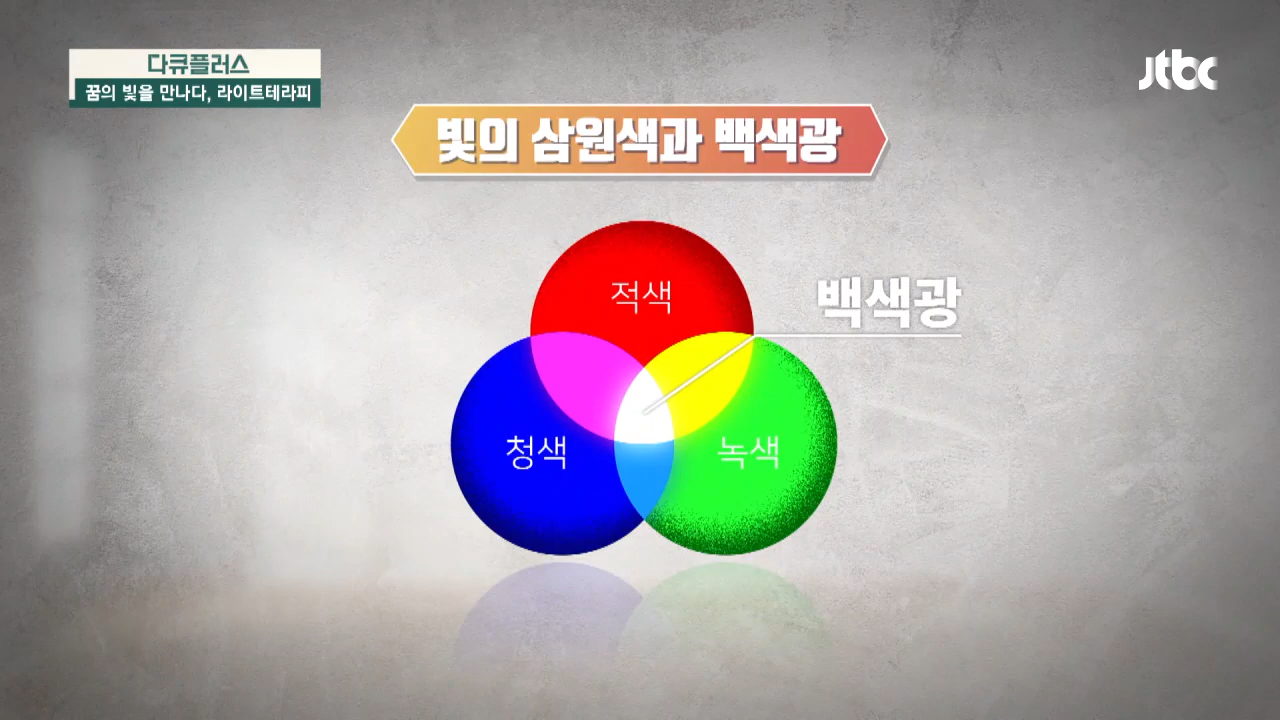 다큐플러스
꿈의 빛을 만나다, 라이트테라피
jtbc
빛의 삼원색과 백색광
적색
백색광
청색
녹색